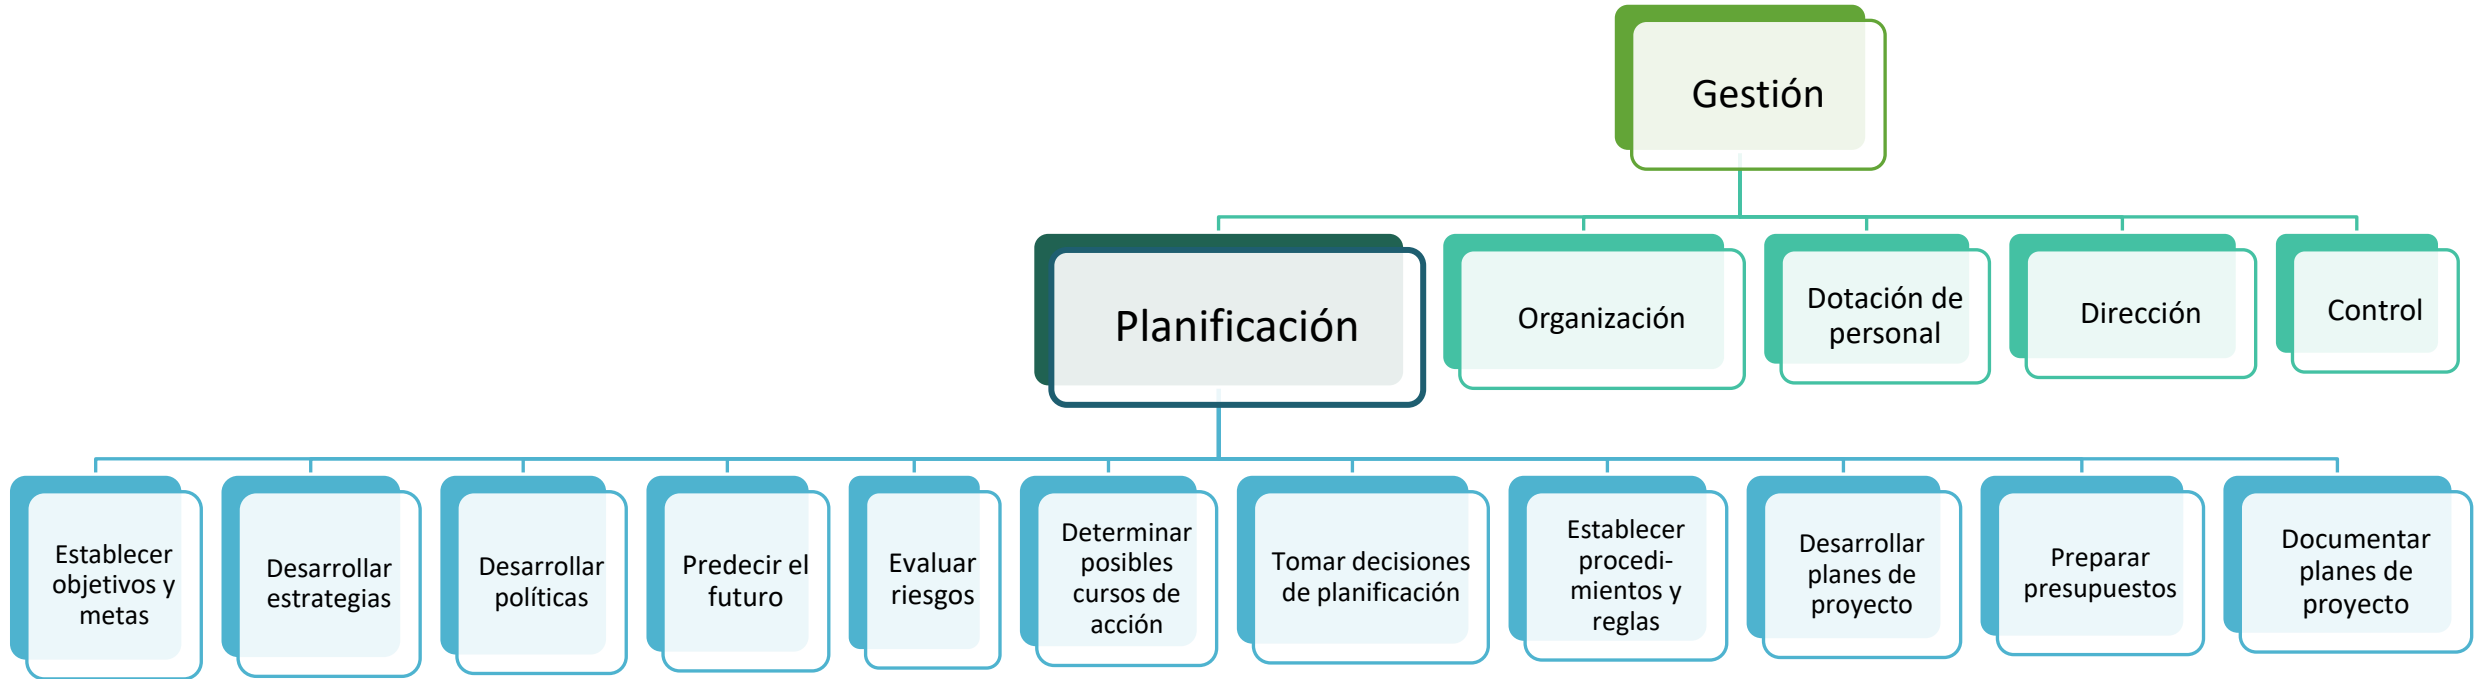 Gestión
Planificación
Organización
Dotación de
personal
Dirección
Control
Establecer
objetivos y
metas
Desarrollar
estrategias
Desarrollar
políticas
Predecir el
futuro
Evaluar
riesgos
Determinar
posibles
cursos de
acción
Tomar decisiones
de planificación
Establecer
procedi-
mientos y
reglas
Desarrollar
planes de
proyecto
Preparar
presupuestos
Documentar
planes de
proyecto